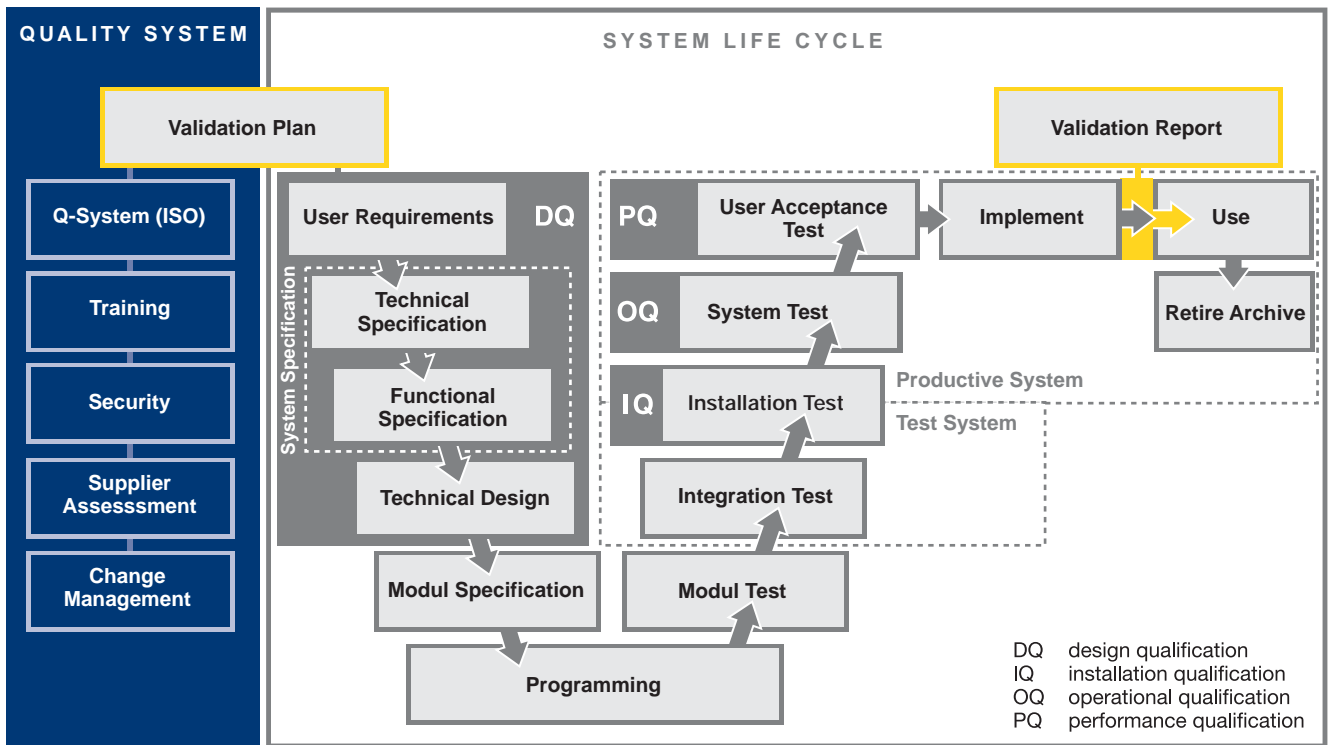 QUALITY SYSTEM
SYSTEM LIFE CYCLE
Validation Plan
Validation Report
Q-System (ISO)
Training
Security
Supplier
Assesssment
Change
Management
User Requirements
DQ
System Specification
Technical
Specification
Functional
Specification
Technical Design
Modul Specification
Programming
Modul Test
Integration Test
IQ
Installation Test
OQ
System Test
PQ
User Acceptance
Test
Implement
Use
Retire Archive
Productive System
Test System
DQ design qualification
IQ installation qualification
OQ operational qualification
PQ performance qualification